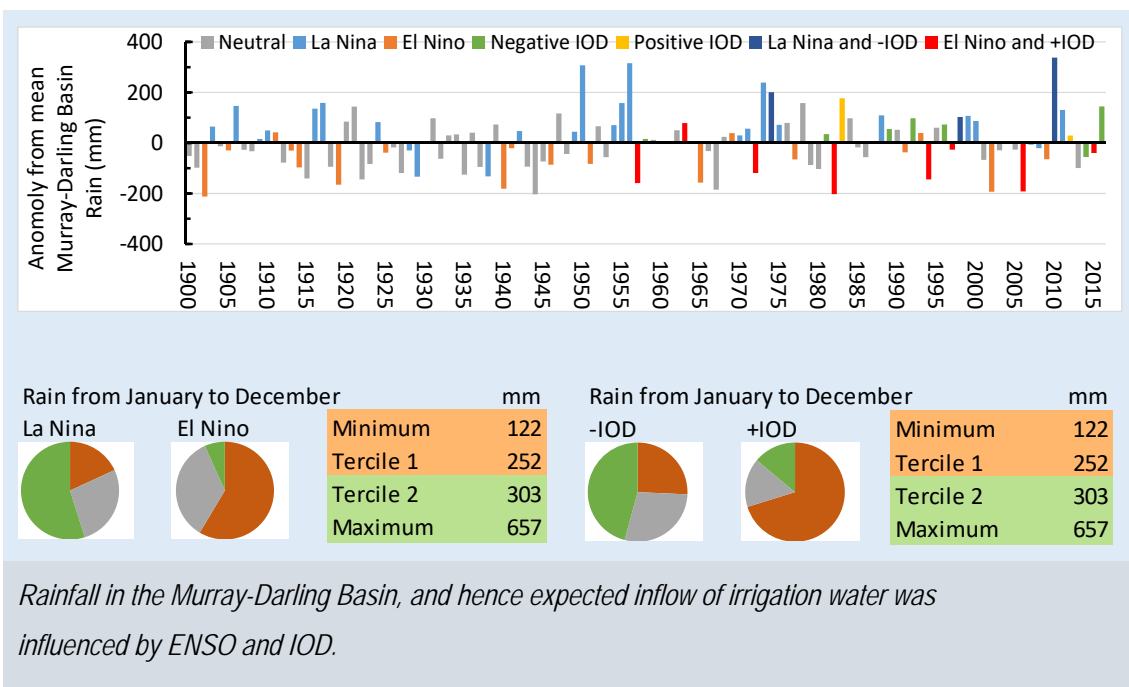 400
Neutral
La Nina
El Nino
Negative IOD
Positive IOD
La Nina and -IOD
El Nino and +IOD
200
0
-200
-400
Anomoly from mean
Murray-Darling Basin
Rain (mm)
1900
1905
1910
1915
1920
1925
1930
1935
1940
1945
1950
1955
1960
1965
1970
1975
1980
1985
1990
1995
2000
2005
2010
2015
Rain from January to December mm
La Nina El Nino
Minimum 122
Tercile 1 252
Tercile 2 303
Maximum 657
Rain from January to December mm
-IOD +IOD
Minimum 122
Tercile 1 252
Tercile 2 303
Maximum 657
Rainfall in the Murray-Darling Basin, and hence expected inflow of irrigation water was
influenced by ENSO and IOD.